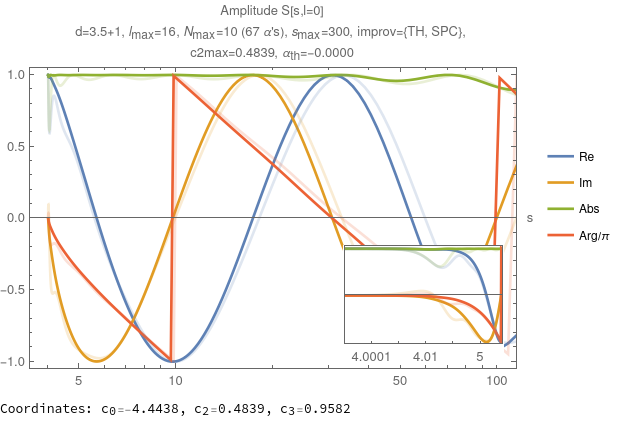 Amplitude S[s,l=0]
d=3.5+1, lmax=16, Nmax=10 (67 α's), smax=300, improv={TH, SPC},
c2max=0.4839, αth=-0.0000
1.0
0.5
0.0
-0.5
-1.0
s
5
10
50
100
4.0001
4.01
5
Re
Im
Abs
Arg/π
Coordinates: c0=-4.4438, c2=0.4839, c3=0.9582